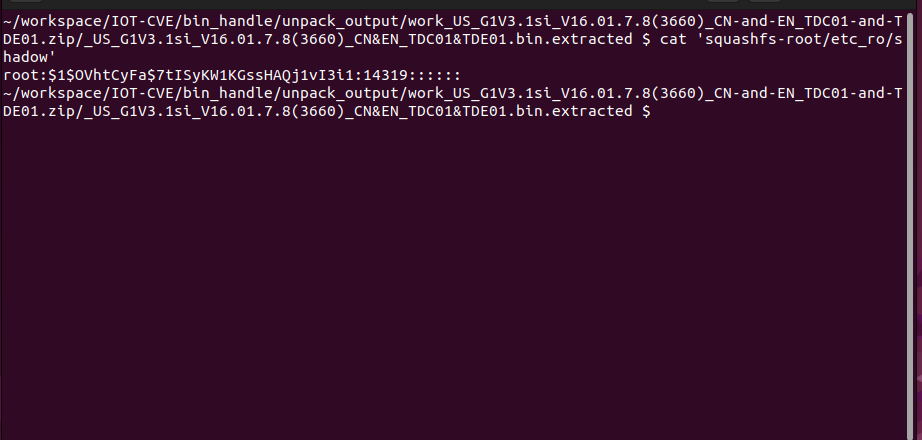 ~/workspace/IOT-CVE/bin_handle/unpack_output/work_US_G1V3.1si_V16.01.7.8(3660)_CN-and-EN_TDC01-and-T
DE01.zip/_US_G1V3.1si_V16.01.7.8(3660)_CN&EN_TDC01&TDE01.bin.extracted $ cat 'squashfs-root/etc_ro/s
hadow'
root:$1$OVhtCyFa$7tISyKW1KGssHAQj1vI3i1:14319::::::
~/workspace/IOT-CVE/bin_handle/unpack_output/work_US_G1V3.1si_V16.01.7.8(3660)_CN-and-EN_TDC01-and-T
DE01.zip/_US_G1V3.1si_V16.01.7.8(3660)_CN&EN_TDC01&TDE01.bin.extracted $